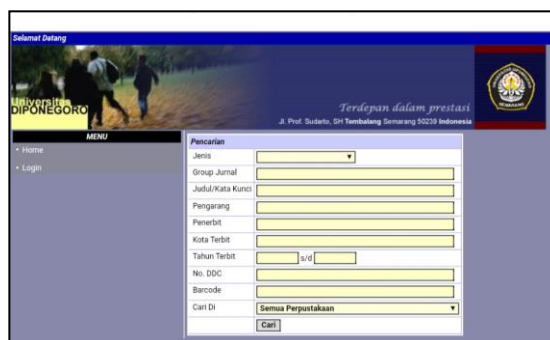 Selamat Datang
Universitas
DIPONEGORO
Terdepan dalam prestasi
Jl. Prof. Sudarto, SH Tembalang Semarang 50239 Indonesia
SEMARANG
MENU
• Home
• Login
Pencarian
Jenis
Group Jurnal
Judul/Kata Kunci
Pengarang
Penerbit
Kota Terbit
Tahun Terbit s/d
No. DDC
Barcode
Cari Di Semua Perpustakaan
Cari